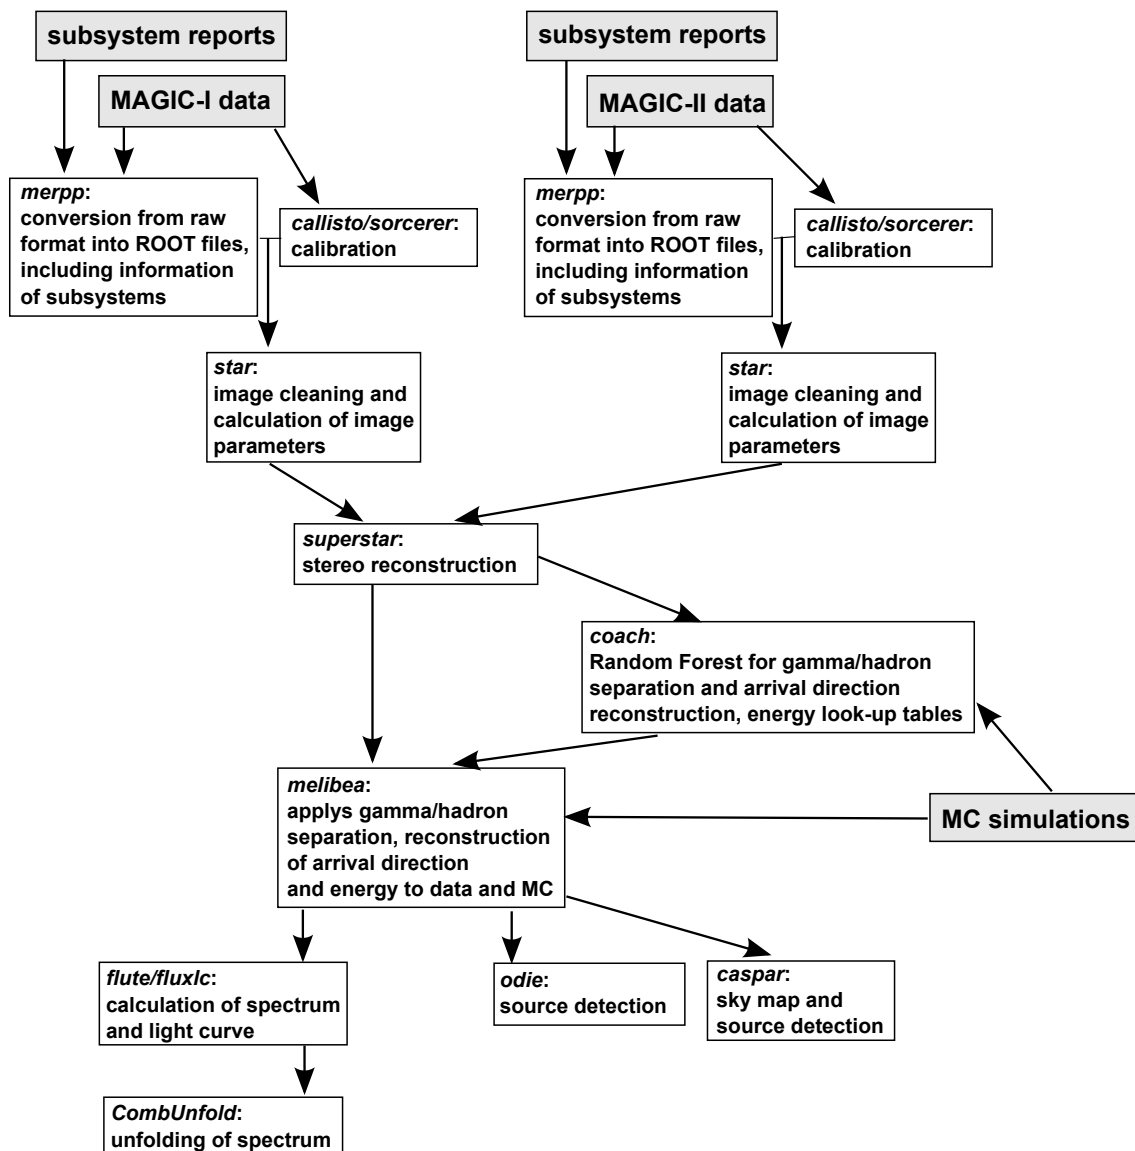 subsystem reports
MAGIC-I data
merpp:
conversion from raw
format into ROOT files,
including information
of subsystems
callisto/sorcerer:
calibration
star:
image cleaning and
calculation of image
parameters
subsystem reports
MAGIC-II data
merpp:
conversion from raw
format into ROOT files,
including information
of subsystems
callisto/sorcerer:
calibration
star:
image cleaning and
calculation of image
parameters
superstar:
stereo reconstruction
coach:
Random Forest for gamma/hadron
separation and arrival direction
reconstruction, energy look-up tables
MC simulations
melibea:
applys gamma/hadron
separation, reconstruction
of arrival direction
and energy to data and MC
flute/fluxlc:
calculation of spectrum
and light curve
odie:
source detection
caspar:
sky map and
source detection
CombUnfold:
unfolding of spectrum